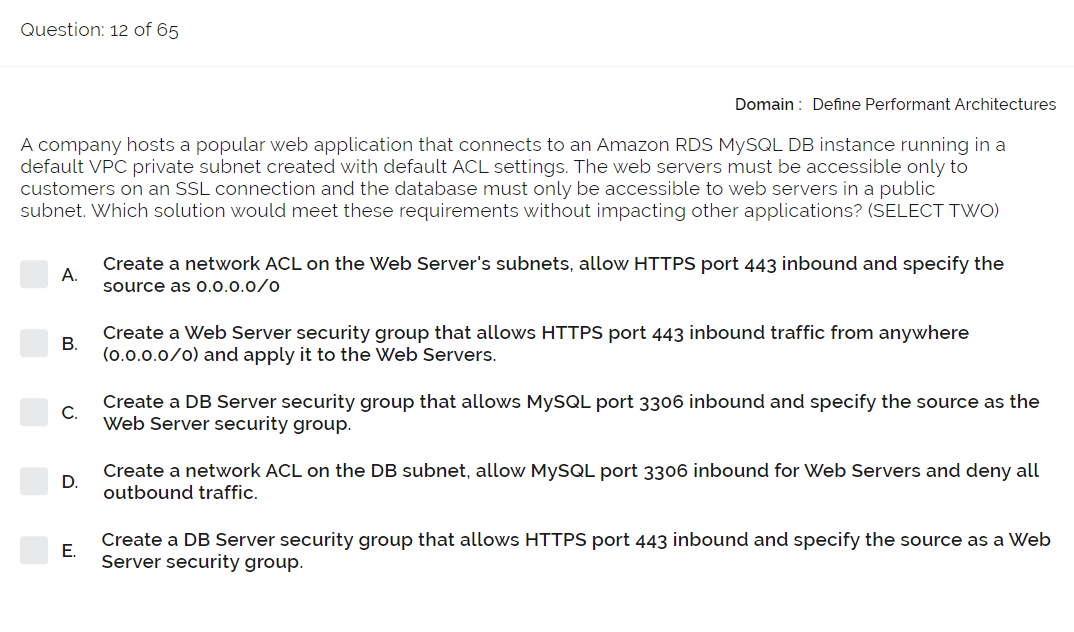 Question: 12 of 65
Domain : Define Performant Architectures
A company hosts a popular web application that connects to an Amazon RDS MySQL DB instance running in a
default VPC private subnet created with default ACL settings. The web servers must be accessible only to
customers on an SSL connection and the database must only be accessible to web servers in a public
subnet. Which solution would meet these requirements without impacting other applications? (SELECT TWO)
A. Create a network ACL on the Web Server's subnets, allow HTTPS port 443 inbound and specify the
source as 0.0.0.0/0
B. Create a Web Server security group that allows HTTPS port 443 inbound traffic from anywhere
(0.0.0.0/0) and apply it to the Web Servers.
C. Create a DB Server security group that allows MySQL port 3306 inbound and specify the source as the
Web Server security group.
D. Create a network ACL on the DB subnet, allow MySQL port 3306 inbound for Web Servers and deny all
outbound traffic.
E. Create a DB Server security group that allows HTTPS port 443 inbound and specify the source as a Web
Server security group.